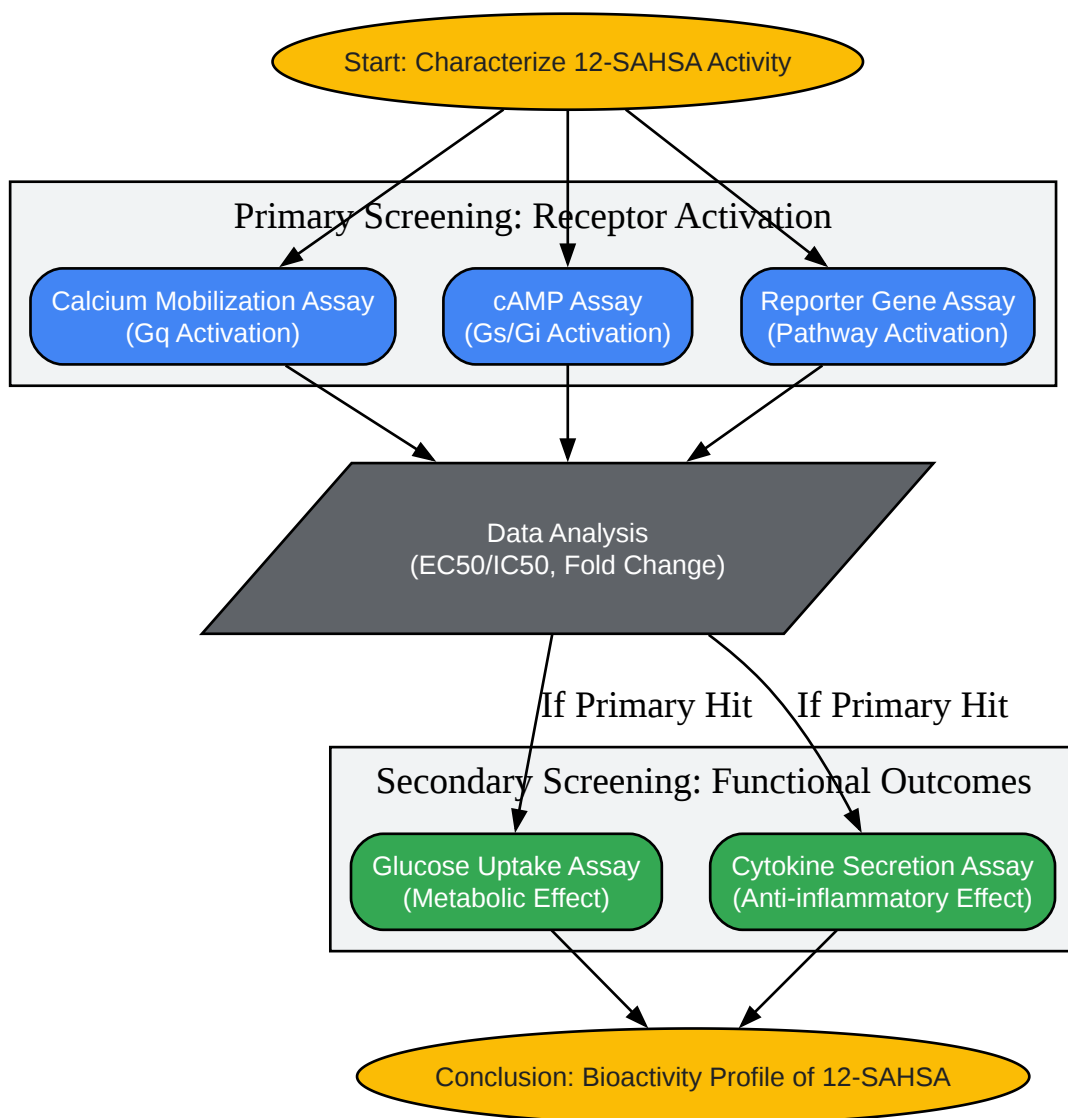 Start: Characterize 12-SAHSA Activity
Primary Screening: Receptor Activation
Calcium Mobilization Assay
(Gq Activation)
cAMP Assay
(Gs/Gi Activation)
Reporter Gene Assay
(Pathway Activation)
Data Analysis
(EC50/IC50, Fold Change)
If Primary Hit
If Primary Hit
Secondary Screening: Functional Outcomes
Glucose Uptake Assay
(Metabolic Effect)
Cytokine Secretion Assay
(Anti-inflammatory Effect)
Conclusion: Bioactivity Profile of 12-SAHSA